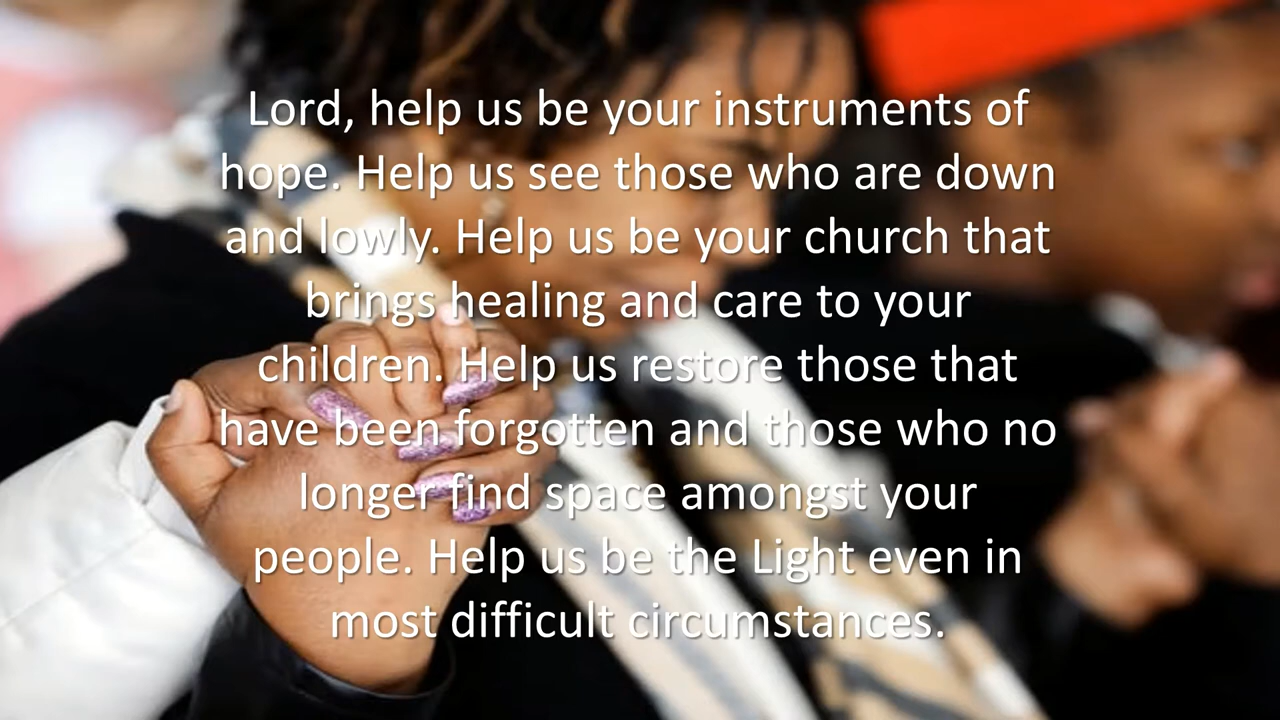 Lord, help us be your instruments of
hope. Help us see those who are down
and lowly. Help us be your church that
brings healing and care to your
children. Help us restore those that
have been forgotten and those who no
longer find space amongst your
people. Help us be the Light even in
most difficult circumstances.